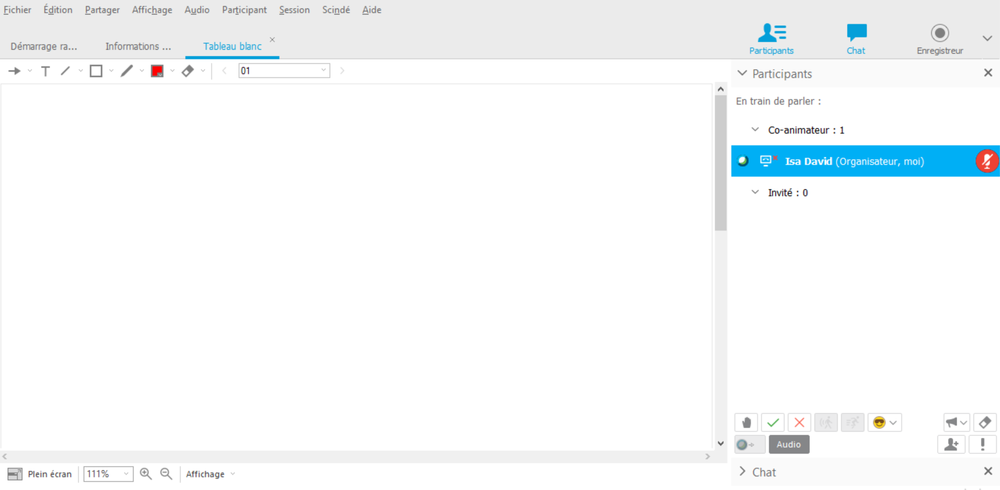 Fichier Édition Partager Affichage Audio Participant Session Scindé Aide
Démarrage ra... Informations ... Tableau blanc
Participants Chat Enregistreur
01
Participants
En train de parler :
Co-animateur : 1
Isa David (Organisateur, moi)
Invité : 0
Audio
Plein écran 111% Affichage
Chat